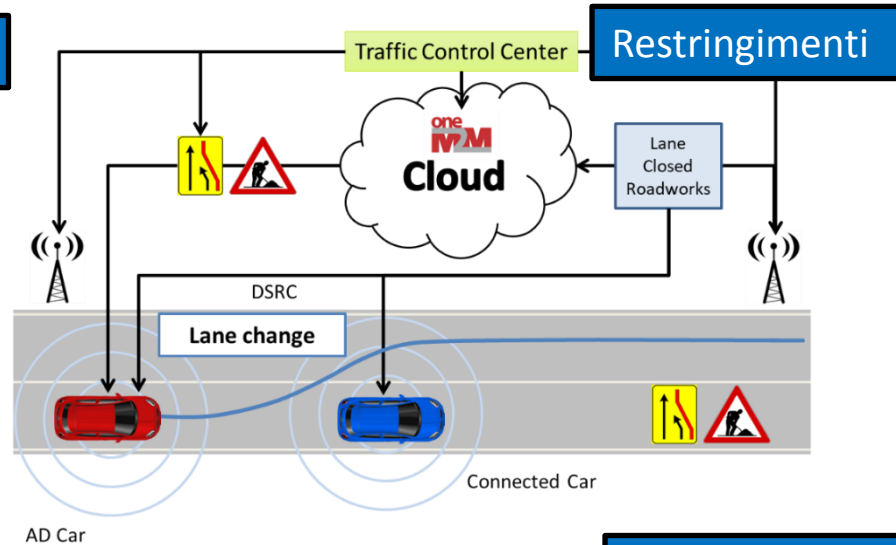 Traffic Control Center
Restringimenti
one
M2M
Cloud
Lane
Closed
Roadworks
DSRC
Lane change
Connected Car
AD Car